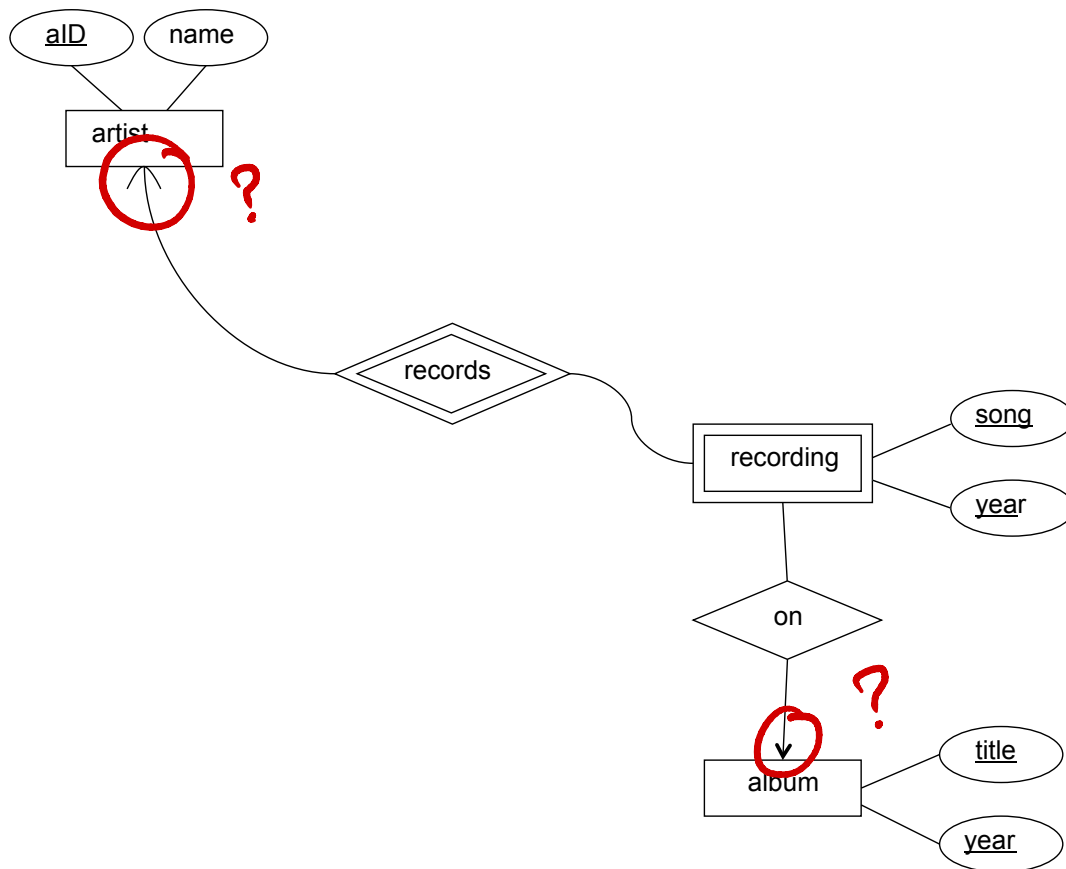 aID
name
artist
?
records
song
recording
year
on
?
title
album
year